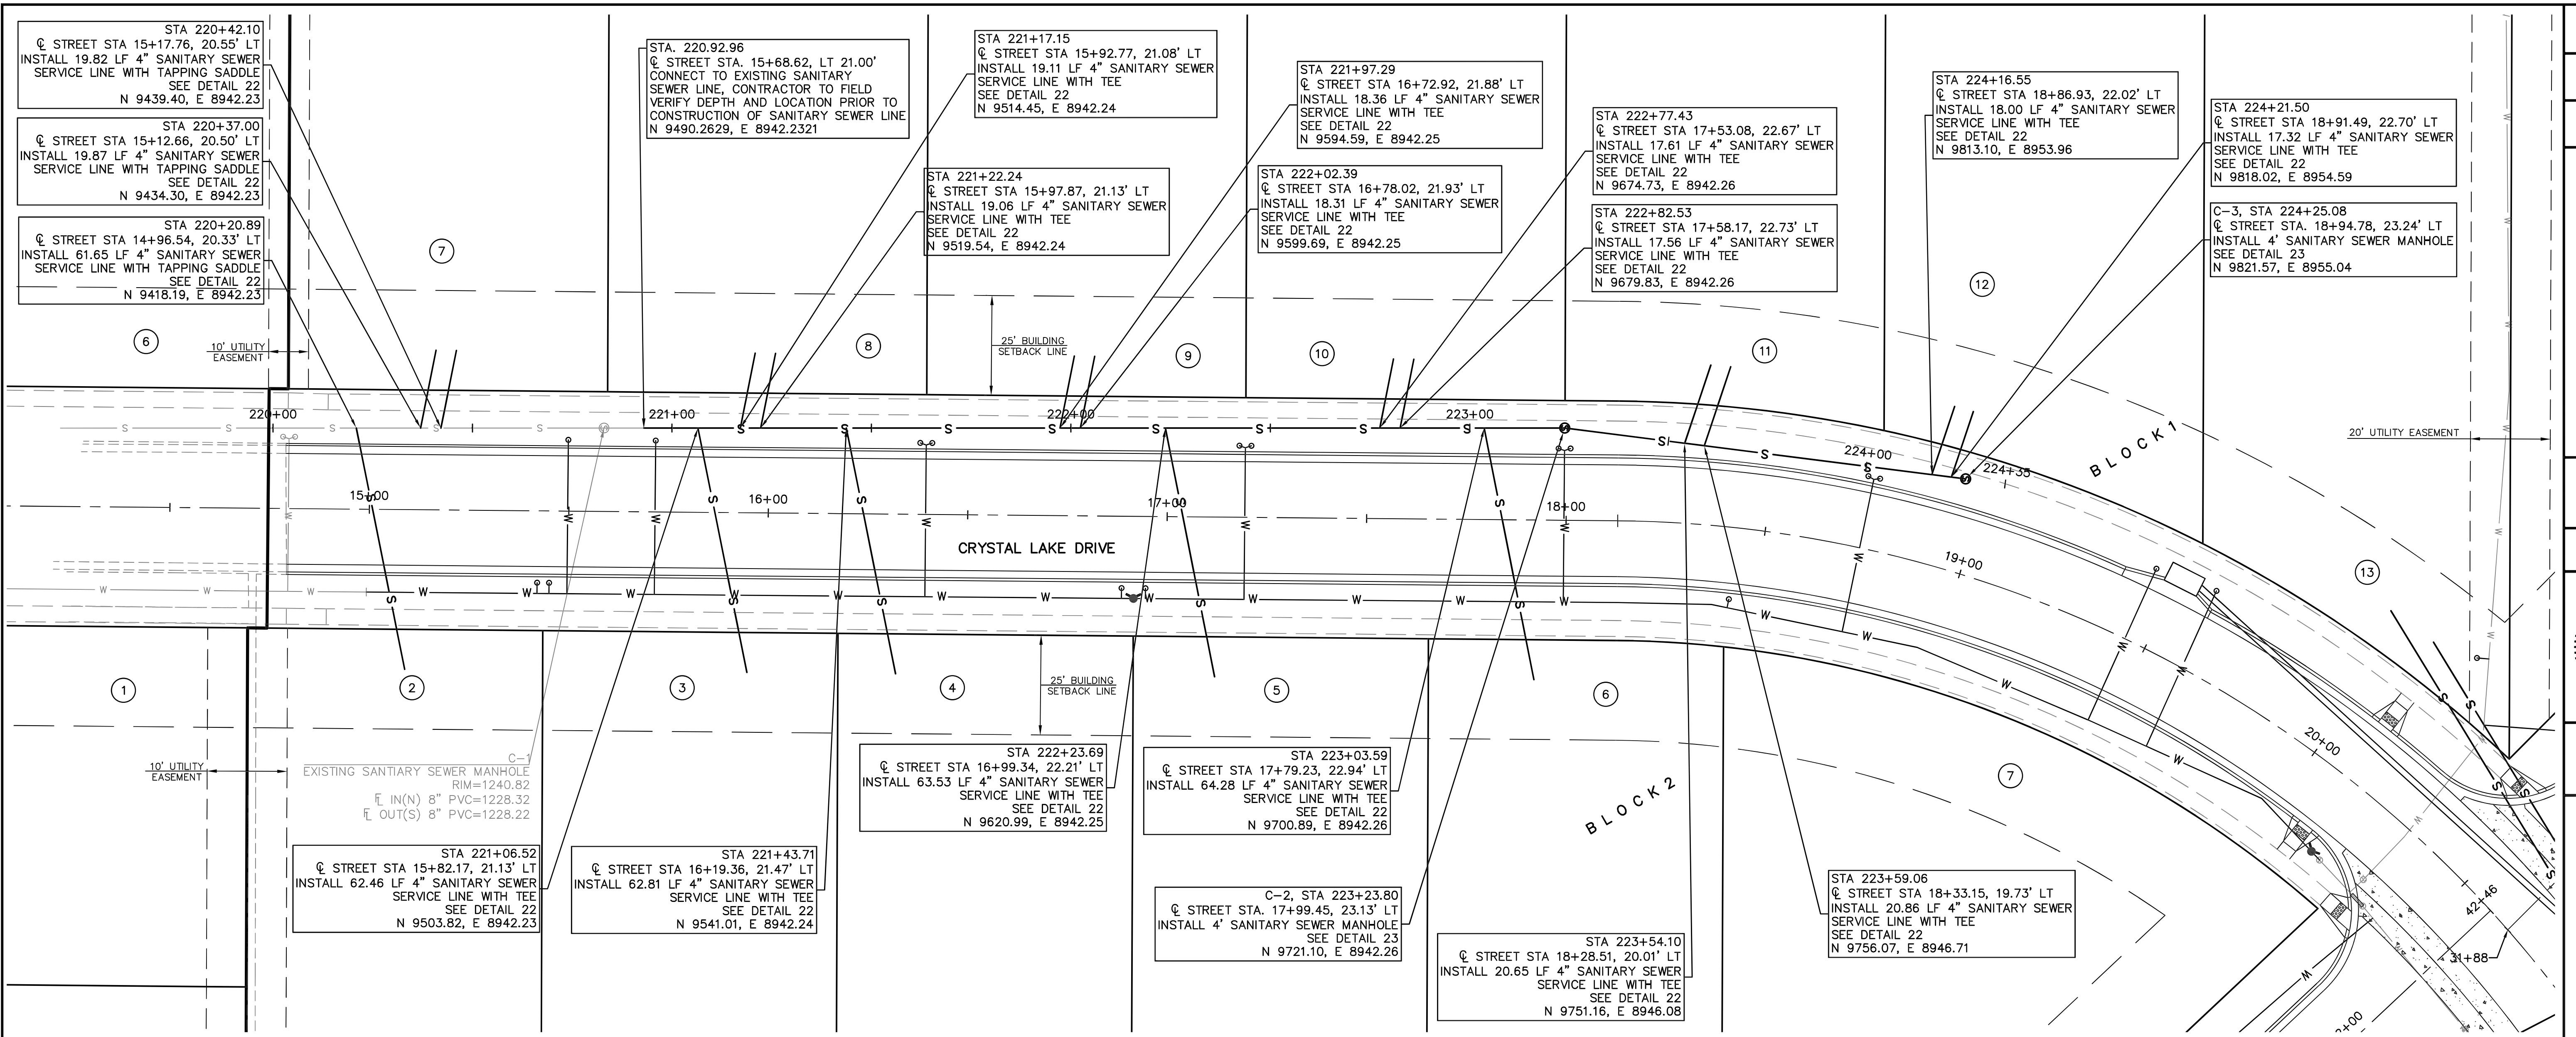 STA 220+42.10
℄ STREET STA 15+17.76, 20.55' LT
INSTALL 19.82 LF 4" SANITARY SEWER
SERVICE LINE WITH TAPPING SADDLE
SEE DETAIL 22
N 9439.40, E 8942.23
STA 220+37.00
℄ STREET STA 15+12.66, 20.50' LT
INSTALL 19.87 LF 4" SANITARY SEWER
SERVICE LINE WITH TAPPING SADDLE
SEE DETAIL 22
N 9434.30, E 8942.23
STA 220+20.89
℄ STREET STA 14+96.54, 20.33' LT
INSTALL 61.65 LF 4" SANITARY SEWER
SERVICE LINE WITH TAPPING SADDLE
SEE DETAIL 22
N 9418.19, E 8942.23
STA. 220.92.96
℄ STREET STA. 15+68.62, LT 21.00'
CONNECT TO EXISTING SANITARY
SEWER LINE, CONTRACTOR TO FIELD
VERIFY DEPTH AND LOCATION PRIOR TO
CONSTRUCTION OF SANITARY SEWER LINE
N 9490.2629, E 8942.2321
STA 221+17.15
℄ STREET STA 15+92.77, 21.08' LT
INSTALL 19.11 LF 4" SANITARY SEWER
SERVICE LINE WITH TEE
SEE DETAIL 22
N 9514.45, E 8942.24
STA 221+22.24
℄ STREET STA 15+97.87, 21.13' LT
INSTALL 19.06 LF 4" SANITARY SEWER
SERVICE LINE WITH TEE
SEE DETAIL 22
N 9519.54, E 8942.24
STA 221+97.29
℄ STREET STA 16+72.92, 21.88' LT
INSTALL 18.36 LF 4" SANITARY SEWER
SERVICE LINE WITH TEE
SEE DETAIL 22
N 9594.59, E 8942.25
STA 222+02.39
℄ STREET STA 16+78.02, 21.93' LT
INSTALL 18.31 LF 4" SANITARY SEWER
SERVICE LINE WITH TEE
SEE DETAIL 22
N 9599.69, E 8942.25
STA 222+77.43
℄ STREET STA 17+53.08, 22.67' LT
INSTALL 17.61 LF 4" SANITARY SEWER
SERVICE LINE WITH TEE
SEE DETAIL 22
N 9674.73, E 8942.26
STA 222+82.53
℄ STREET STA 17+58.17, 22.73' LT
INSTALL 17.56 LF 4" SANITARY SEWER
SERVICE LINE WITH TEE
SEE DETAIL 22
N 9679.83, E 8942.26
STA 224+16.55
℄ STREET STA 18+86.93, 22.02' LT
INSTALL 18.00 LF 4" SANITARY SEWER
SERVICE LINE WITH TEE
SEE DETAIL 22
N 9813.10, E 8953.96
STA 224+21.50
℄ STREET STA 18+91.49, 22.70' LT
INSTALL 17.32 LF 4" SANITARY SEWER
SERVICE LINE WITH TEE
SEE DETAIL 22
N 9818.02, E 8954.59
C-3, STA 224+25.08
℄ STREET STA. 18+94.78, 23.24' LT
INSTALL 4' SANITARY SEWER MANHOLE
SEE DETAIL 23
N 9821.57, E 8955.04
6
7
8
9
10
11
12
13
10' UTILITY
EASEMENT
25' BUILDING
SETBACK LINE
20' UTILITY EASEMENT
BLOCK 1
220+00
221+00
222+00
223+00
224+00
224+35
15+00
16+00
17+00
18+00
19+00
20+00
CRYSTAL LAKE DRIVE
1
2
3
4
5
6
7
25' BUILDING
SETBACK LINE
10' UTILITY
EASEMENT
BLOCK 2
C-1
EXISTING SANTIARY SEWER MANHOLE
RIM=1240.82
FL IN(N) 8" PVC=1228.32
FL OUT(S) 8" PVC=1228.22
STA 221+06.52
℄ STREET STA 15+82.17, 21.13' LT
INSTALL 62.46 LF 4" SANITARY SEWER
SERVICE LINE WITH TEE
SEE DETAIL 22
N 9503.82, E 8942.23
STA 221+43.71
℄ STREET STA 16+19.36, 21.47' LT
INSTALL 62.81 LF 4" SANITARY SEWER
SERVICE LINE WITH TEE
SEE DETAIL 22
N 9541.01, E 8942.24
STA 222+23.69
℄ STREET STA 16+99.34, 22.21' LT
INSTALL 63.53 LF 4" SANITARY SEWER
SERVICE LINE WITH TEE
SEE DETAIL 22
N 9620.99, E 8942.25
STA 223+03.59
℄ STREET STA 17+79.23, 22.94' LT
INSTALL 64.28 LF 4" SANITARY SEWER
SERVICE LINE WITH TEE
SEE DETAIL 22
N 9700.89, E 8942.26
C-2, STA 223+23.80
℄ STREET STA. 17+99.45, 23.13' LT
INSTALL 4' SANITARY SEWER MANHOLE
SEE DETAIL 23
N 9721.10, E 8942.26
STA 223+54.10
℄ STREET STA 18+28.51, 20.01' LT
INSTALL 20.65 LF 4" SANITARY SEWER
SERVICE LINE WITH TEE
SEE DETAIL 22
N 9751.16, E 8946.08
STA 223+59.06
℄ STREET STA 18+33.15, 19.73' LT
INSTALL 20.86 LF 4" SANITARY SEWER
SERVICE LINE WITH TEE
SEE DETAIL 22
N 9756.07, E 8946.71
42+46
31+88